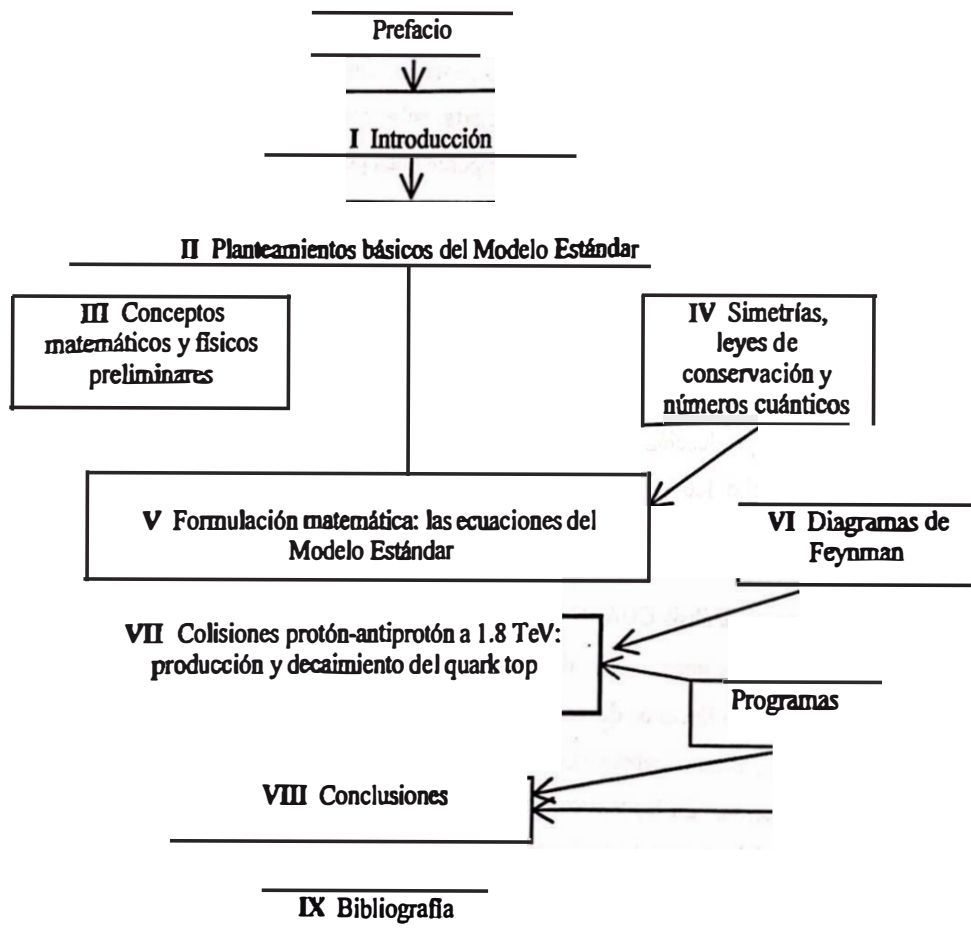 Prefacio
I Introducción
II Planteamientos básicos del Modelo Estándar
III Conceptos
matemáticos y físicos
preliminares
IV Simetrías,
leyes de
conservación y
números cuánticos
V Formulación matemática: las ecuaciones del
Modelo Estándar
VI Diagramas de
Feynman
VII Colisiones protón-antiprotón a 1.8 TeV:
producción y decaimiento del quark top
Programas
VIII Conclusiones
IX Bibliografía